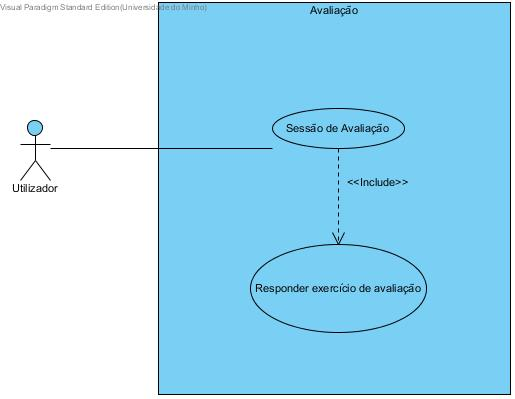 Visual Paradigm Standard Edition(Universidade do Minho)
Avaliação
Sessão de Avaliação
<<Include>>
Utilizador
Responder exercício de avaliação